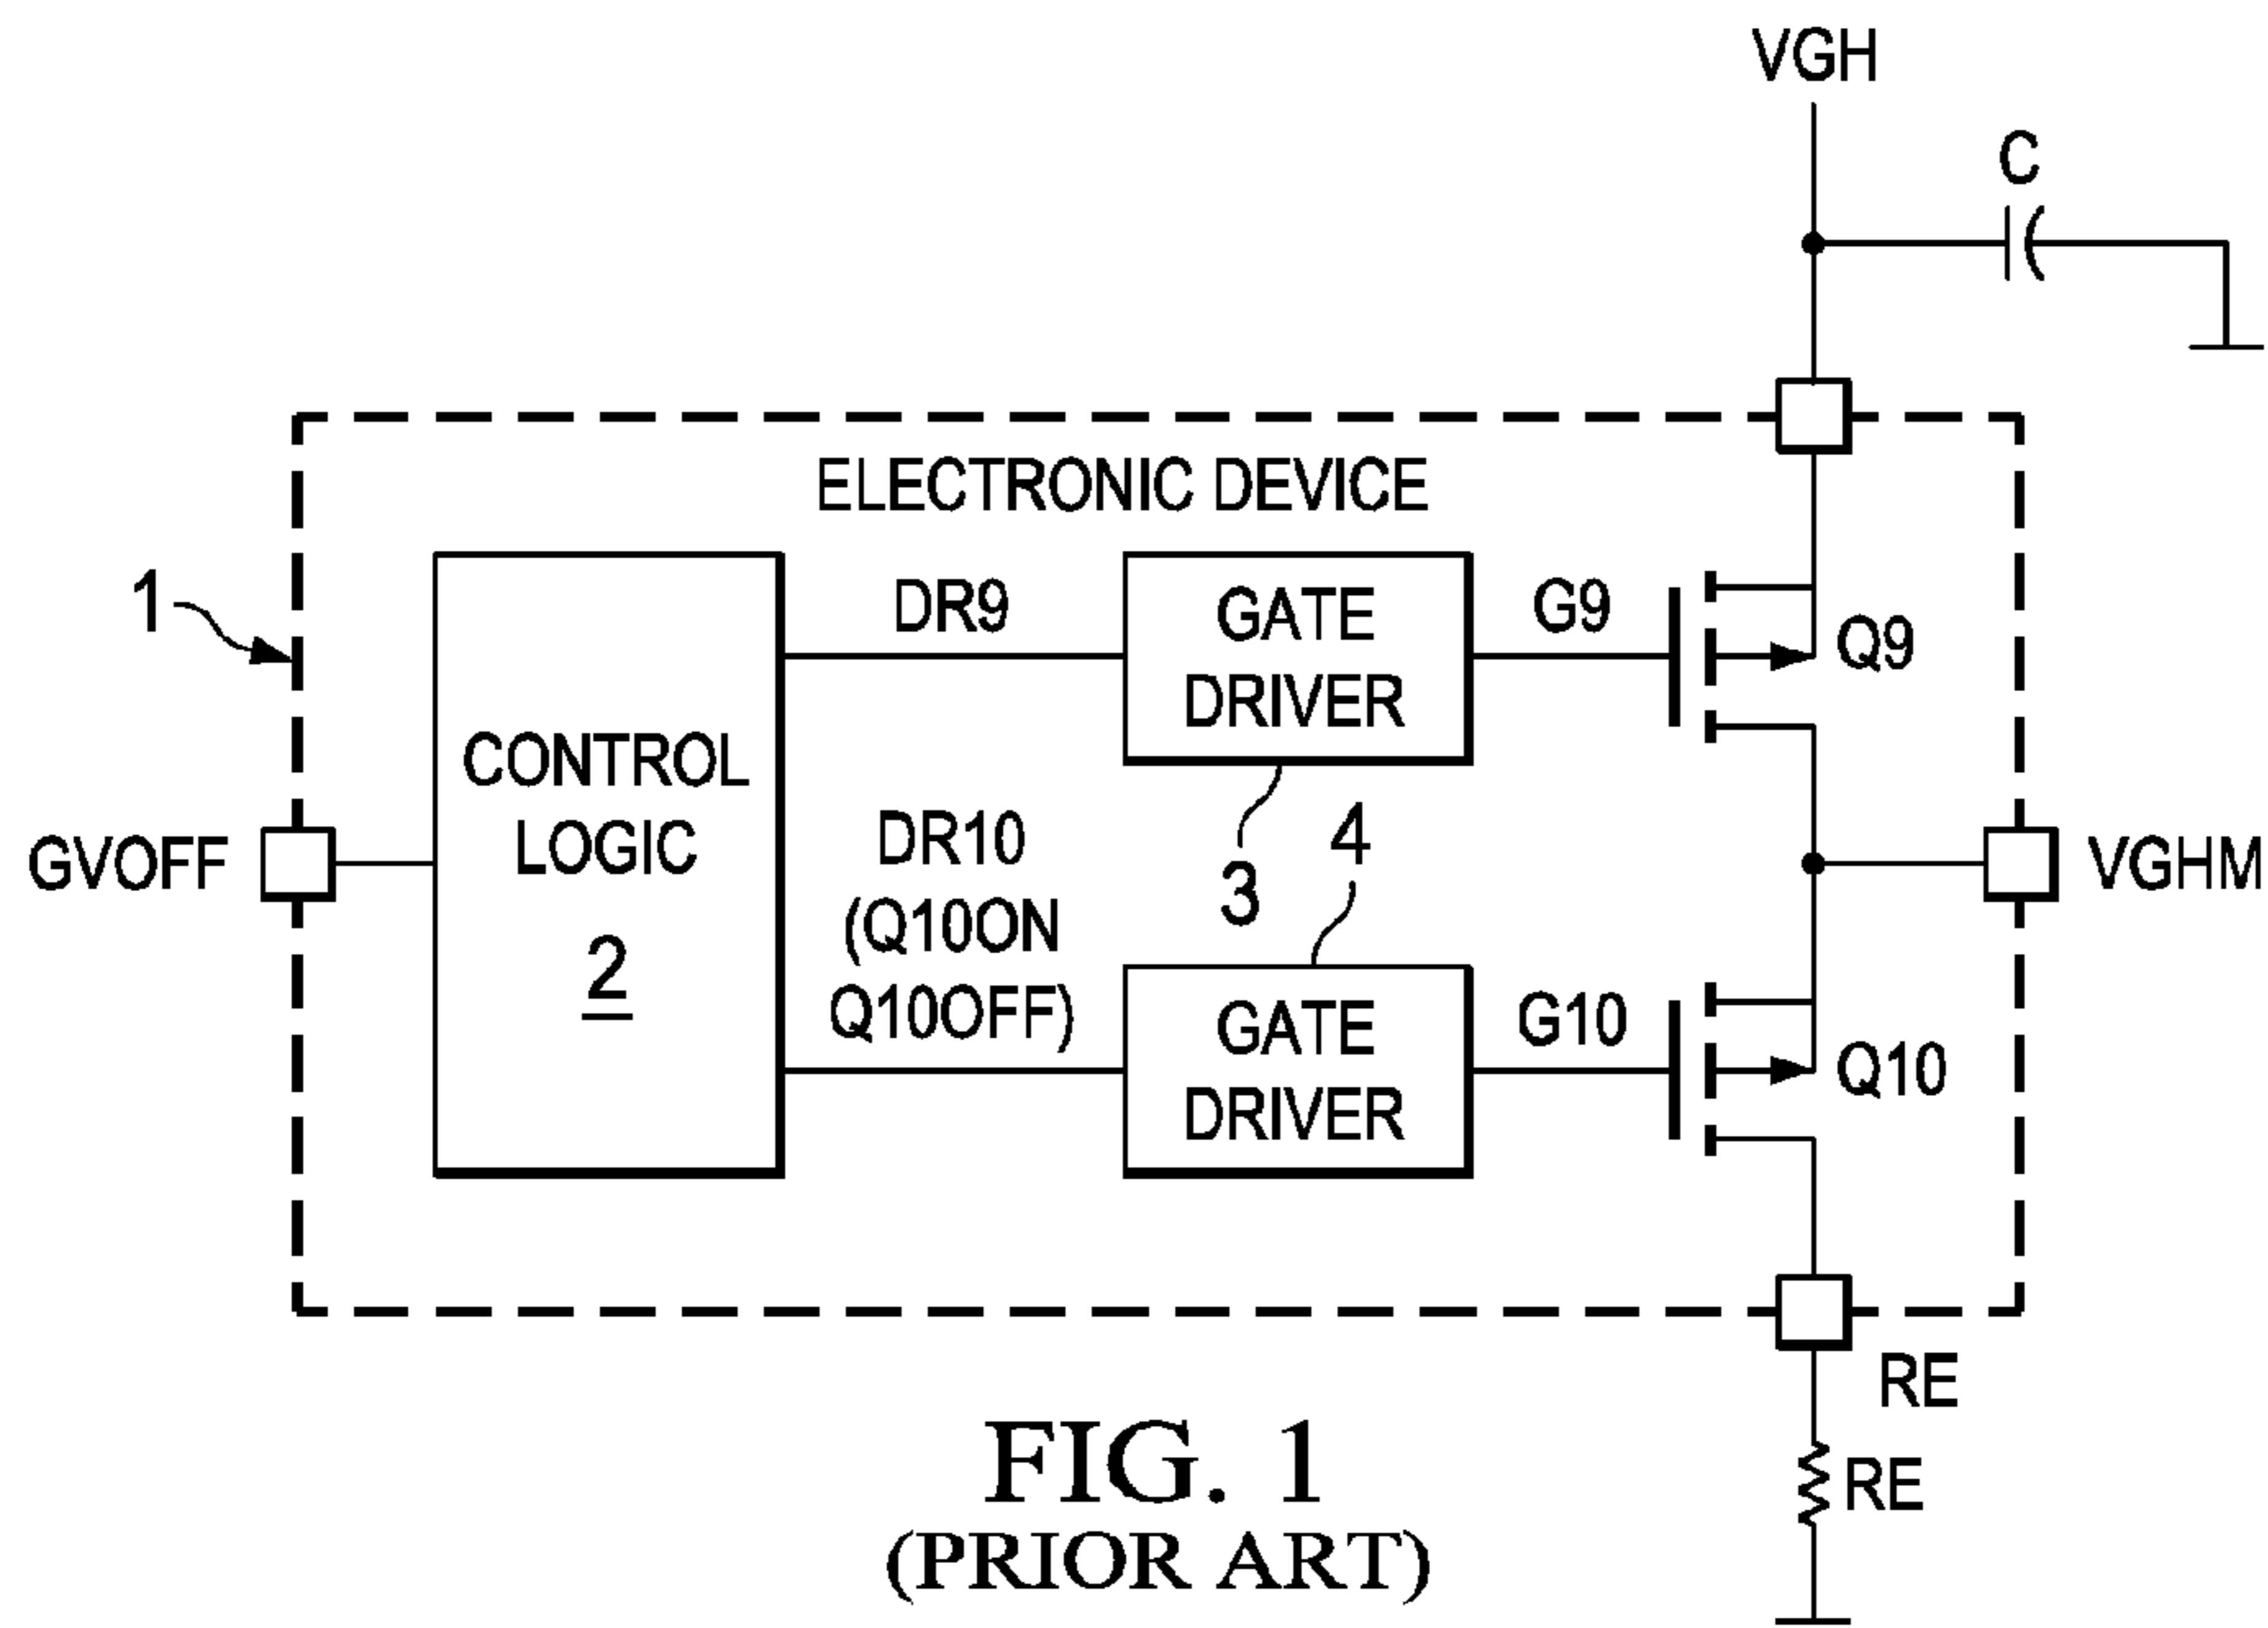 VGH
C
ELECTRONIC DEVICE
1
DR9
GATE
DRIVER
G9
Q9
CONTROL
LOGIC
2
3
4
GVOFF
DR10
(Q10ON
Q10OFF)
VGHM
GATE
DRIVER
G10
Q10
RE
RE
FIG. 1
(PRIOR ART)